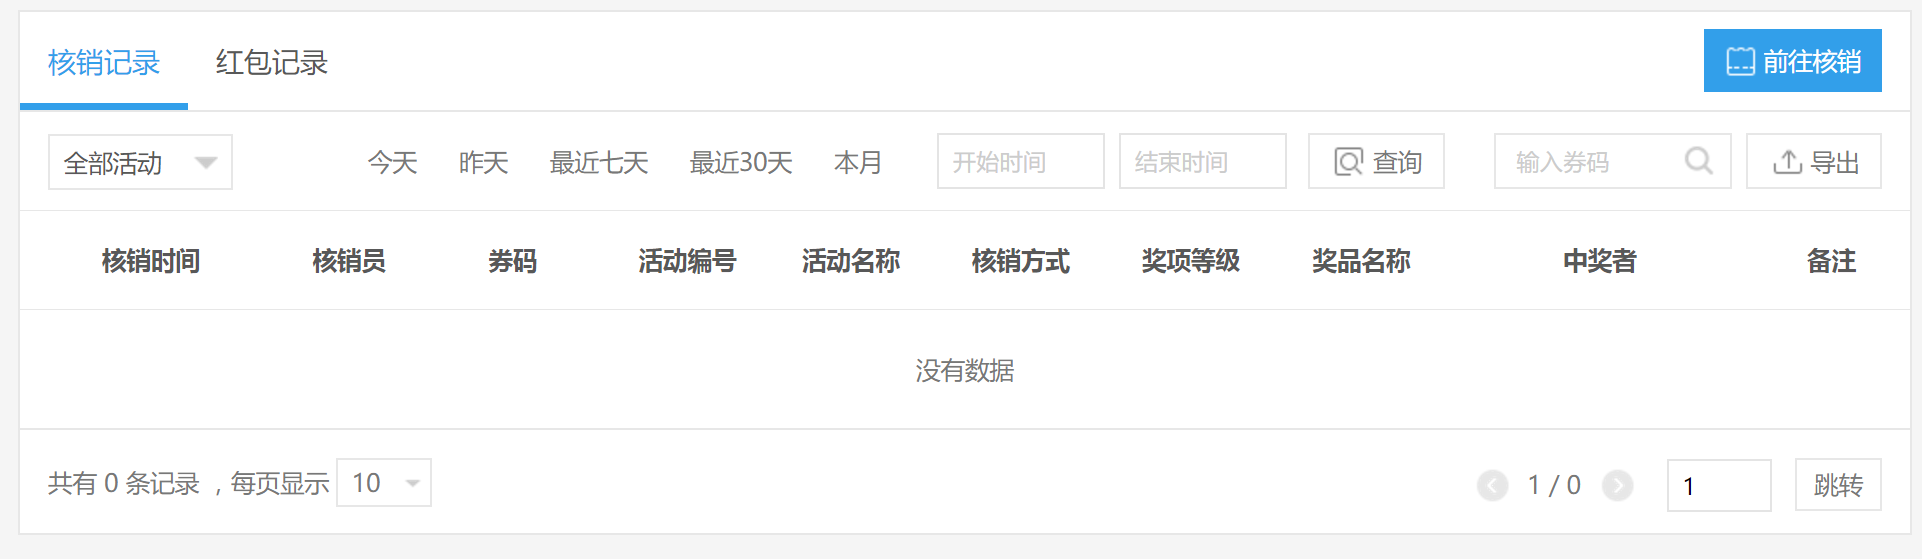 核销记录 红包记录 前往核销
全部活动 今天 昨天 最近七天 最近30天 本月 开始时间 结束时间 查询 输入券码 导出
核销时间 核销员 券码 活动编号 活动名称 核销方式 奖项等级 奖品名称 中奖者 备注
没有数据
共有 0 条记录 ，每页显示 10 1 / 0 1 跳转